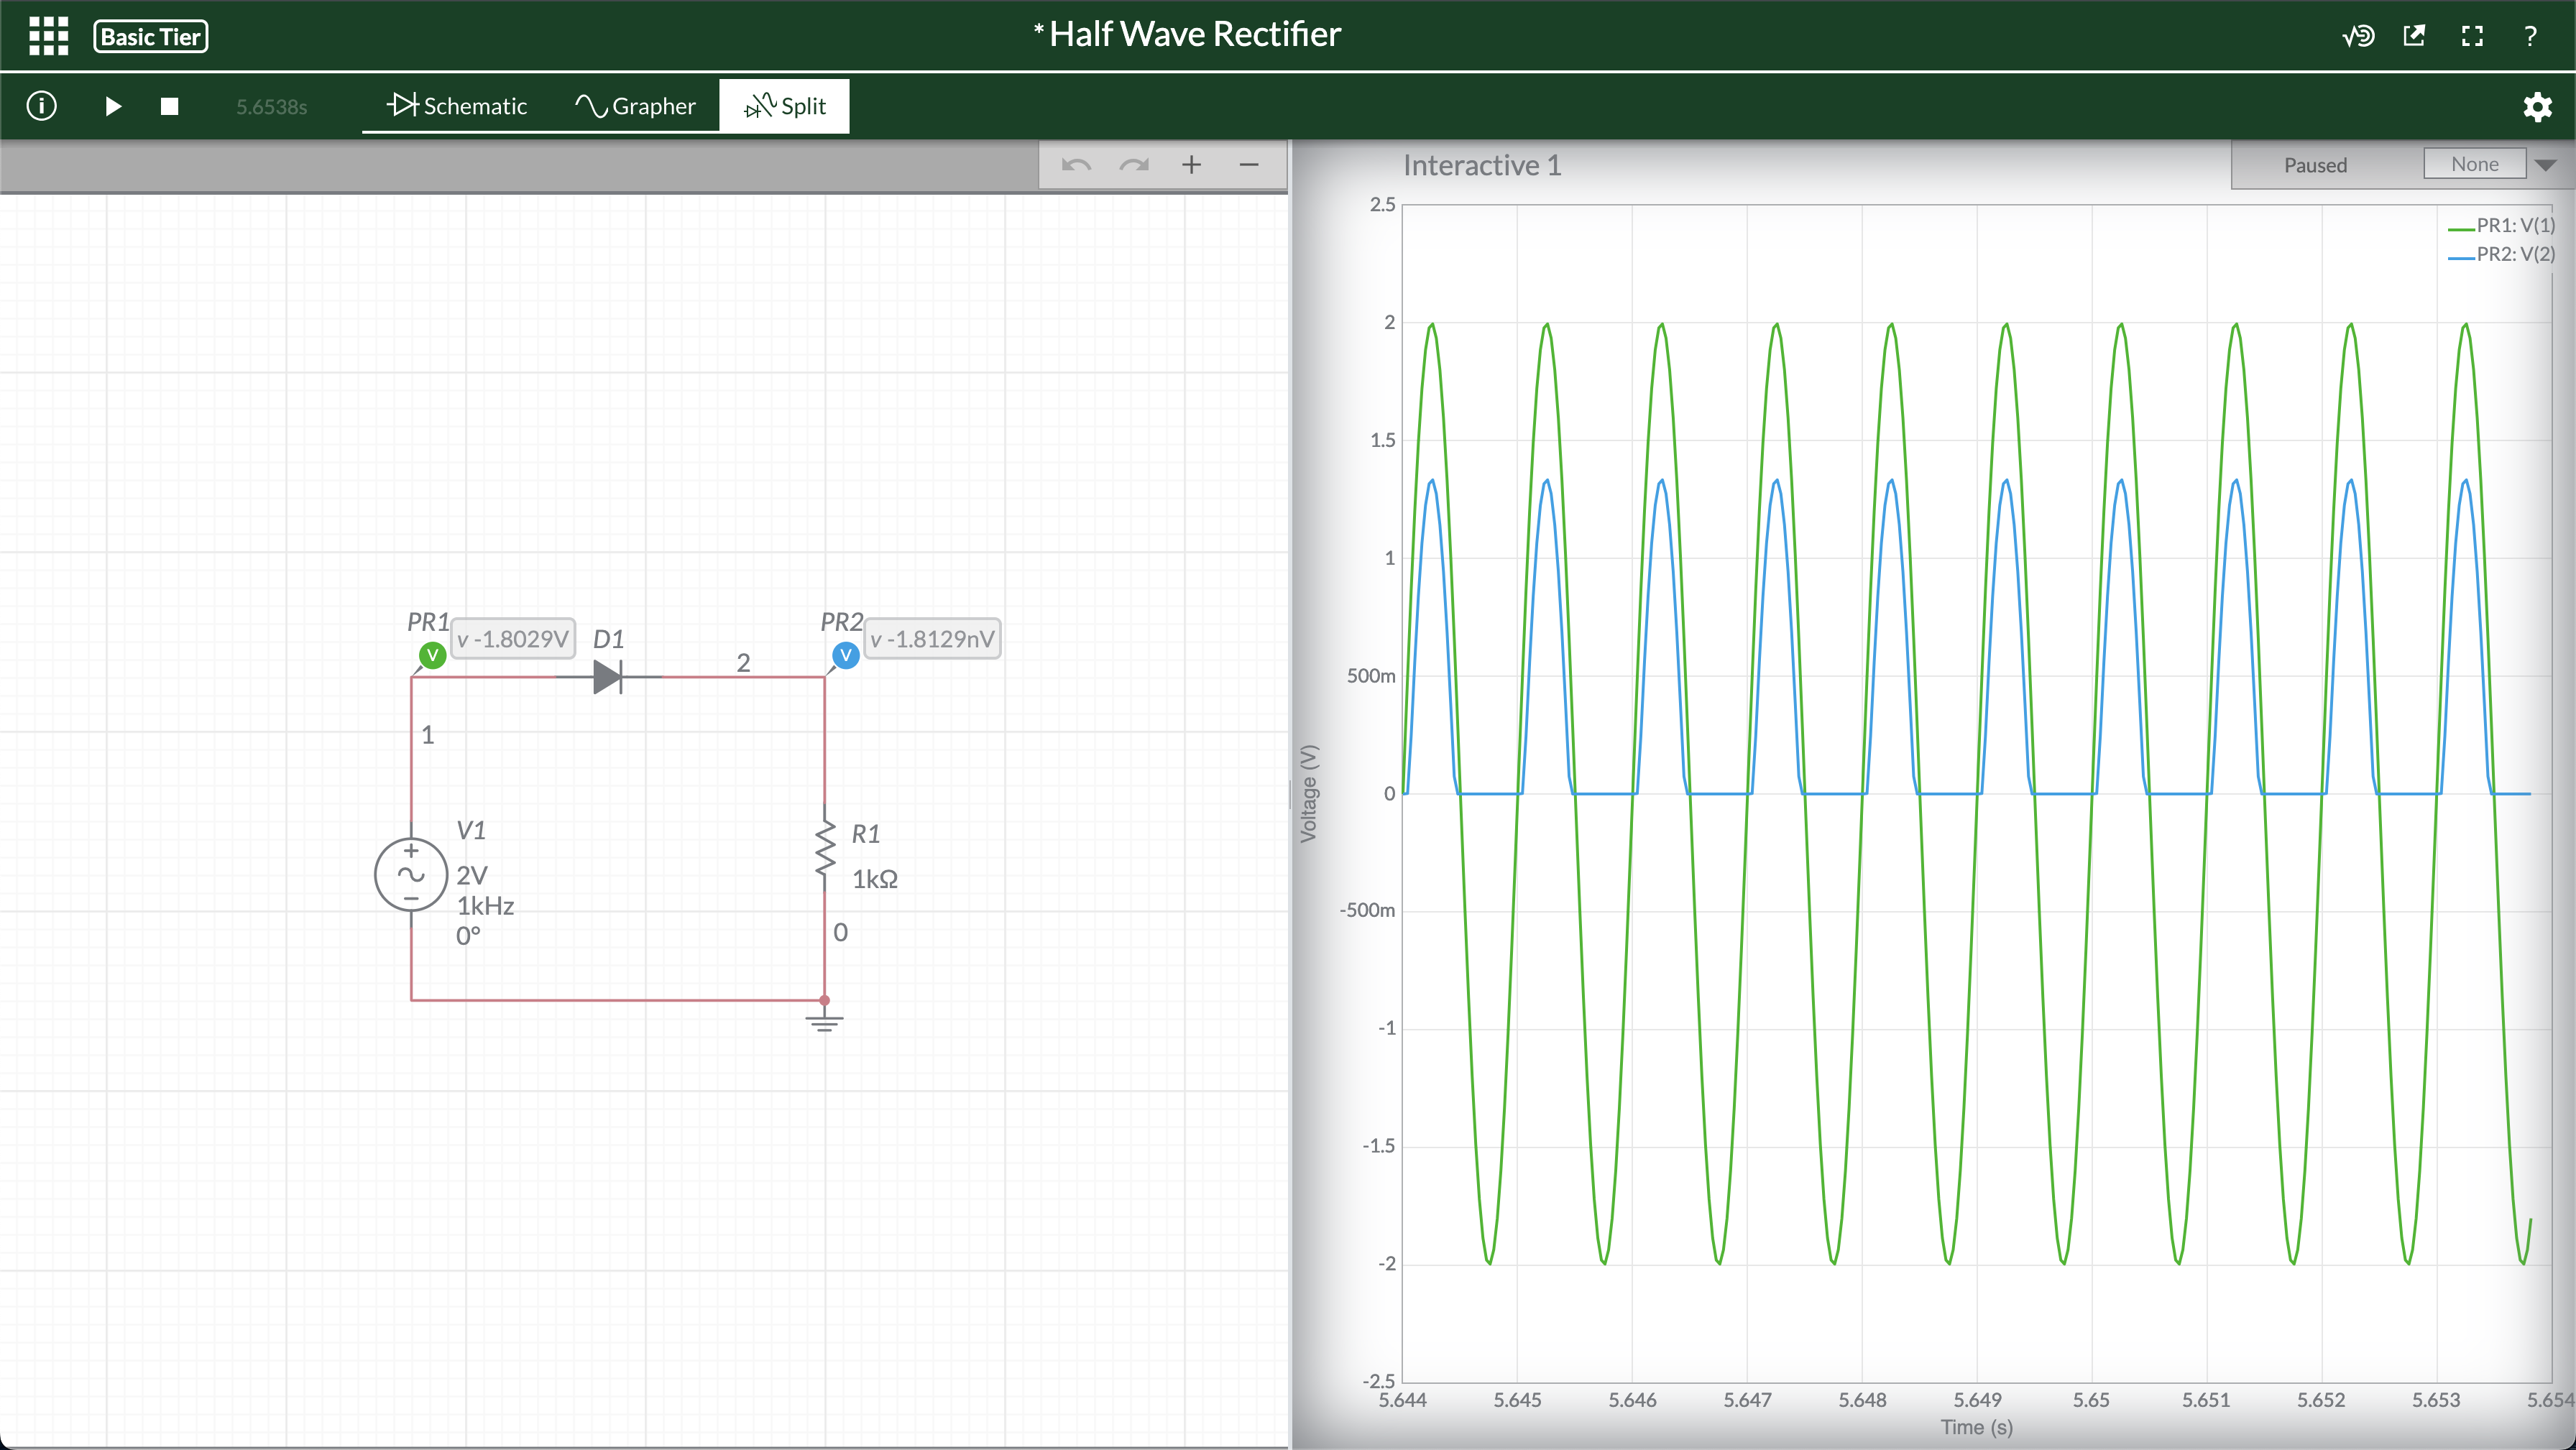 Basic Tier
* Half Wave Rectifier
?
5.6538s
Schematic
Grapher
Split
Interactive 1
Paused
None
PR1
v -1.8029V
D1
2
PR2
v -1.8129nV
V
V
1
V1
2V
1kHz
0°
R1
1kΩ
0
PR1: V(1)
PR2: V(2)
Voltage (V)
2.5
2
1.5
1
500m
0
-500m
-1
-1.5
-2
-2.5
5.644 5.645 5.646 5.647 5.648 5.649 5.65 5.651 5.652 5.653 5.654
Time (s)